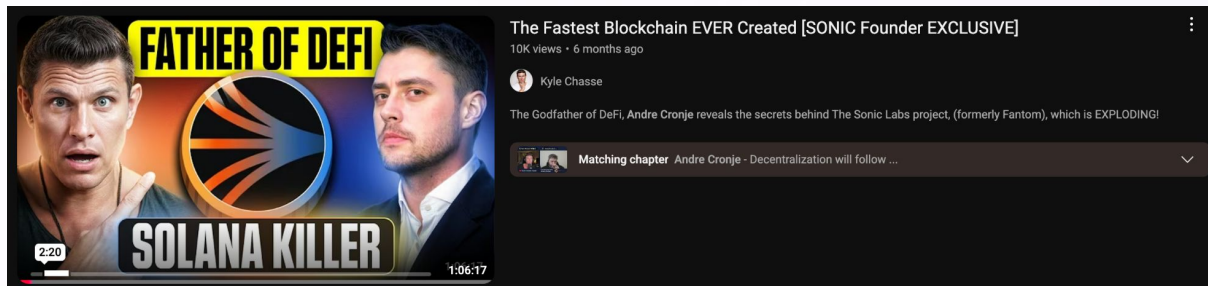 FATHER OF DEFI
SOLANA KILLER
2:20
1:06:17
The Fastest Blockchain EVER Created [SONIC Founder EXCLUSIVE]
10K views • 6 months ago
Kyle Chasse
The Godfather of DeFi, Andre Cronje reveals the secrets behind The Sonic Labs project, (formerly Fantom), which is EXPLODING!
Matching chapter Andre Cronje - Decentralization will follow ...